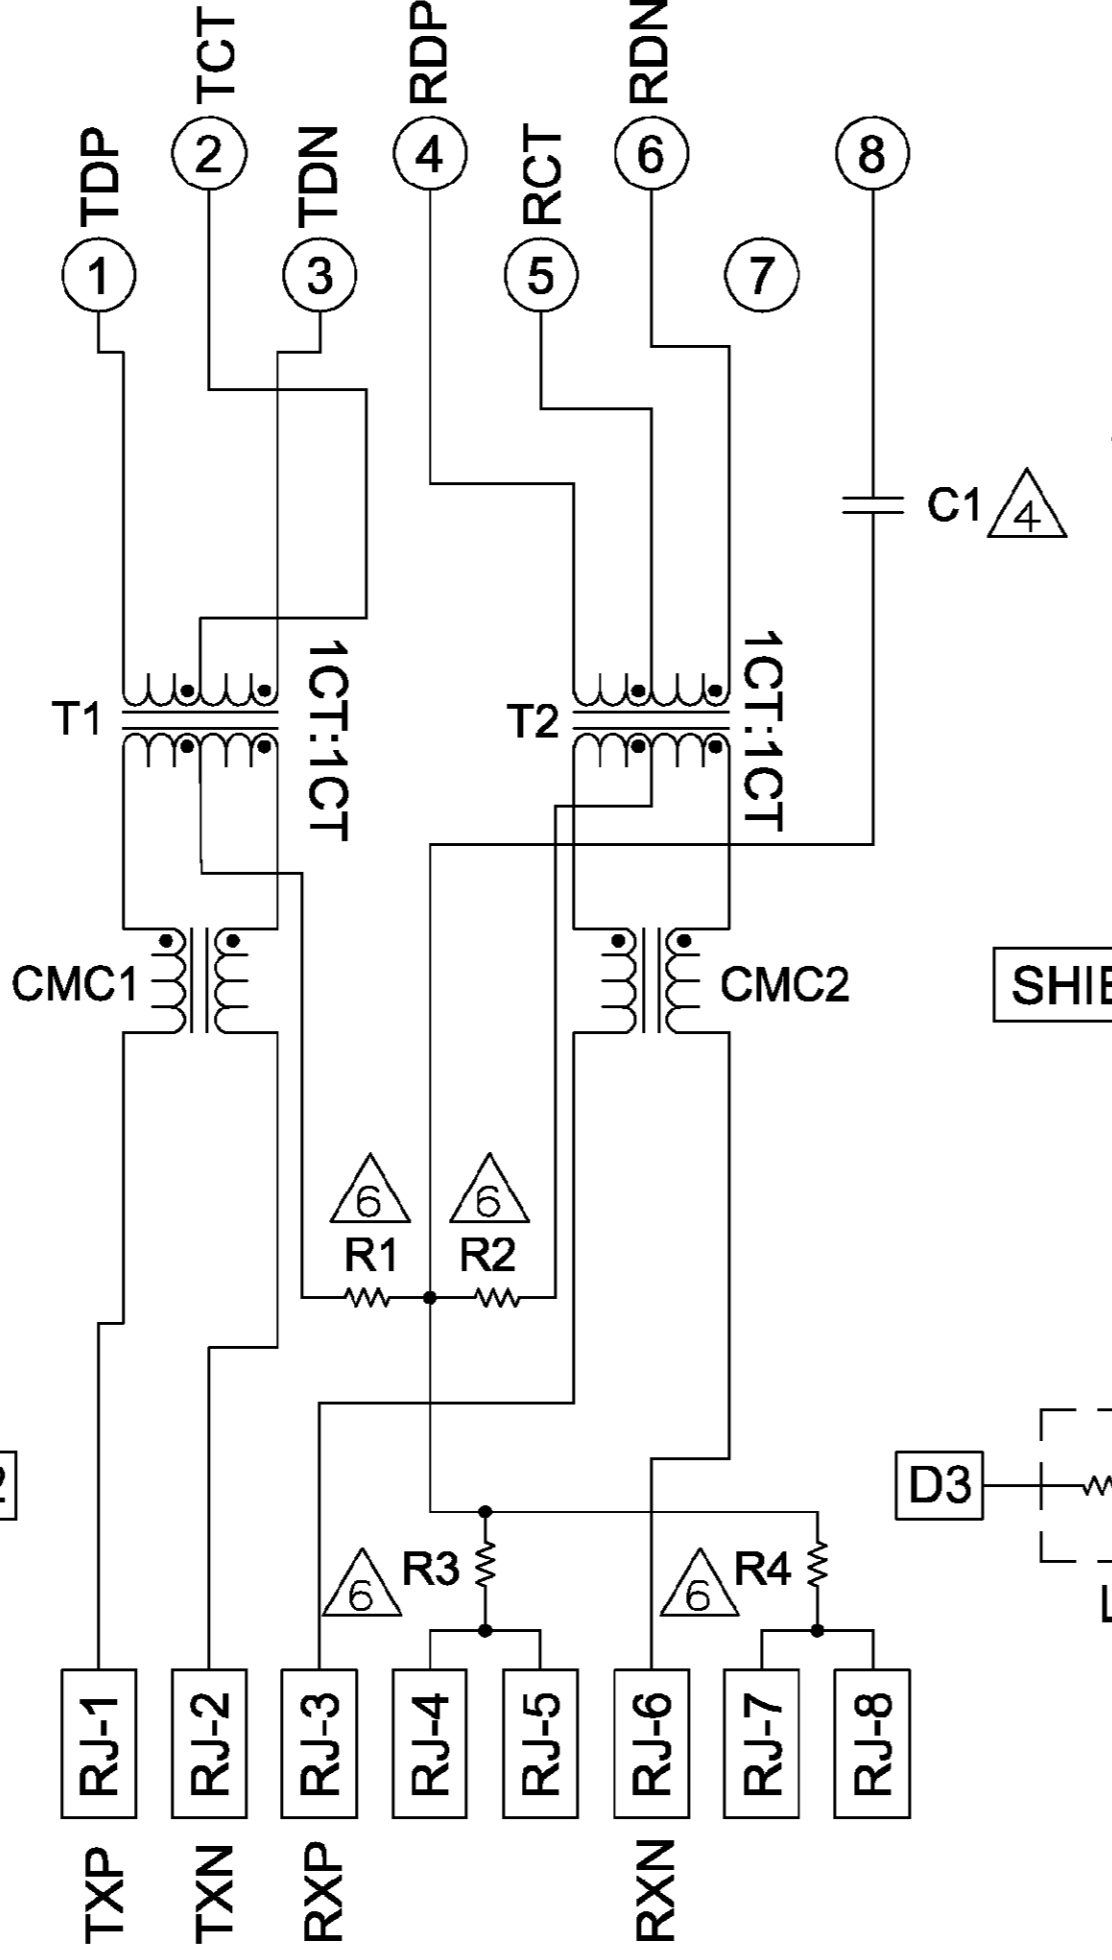 TCT
RDP
RDN
TDP
2
TDN
4
RCT
6
8
1
3
5
7
C1
4
T1
1CT:1CT
T2
1CT:1CT
CMC1
CMC2
6
6
R1
R2
D3
6
R3
6
R4
RJ-1
RJ-2
RJ-3
RJ-4
RJ-5
RJ-6
RJ-7
RJ-8
TXP
TXN
RXP
RXN